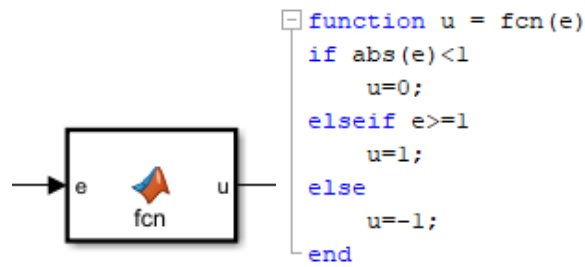 function u = fcn(e)
if abs(e)<1
u=0;
elseif e>=1
u=1;
else
u=-1;
end
e
u
fcn